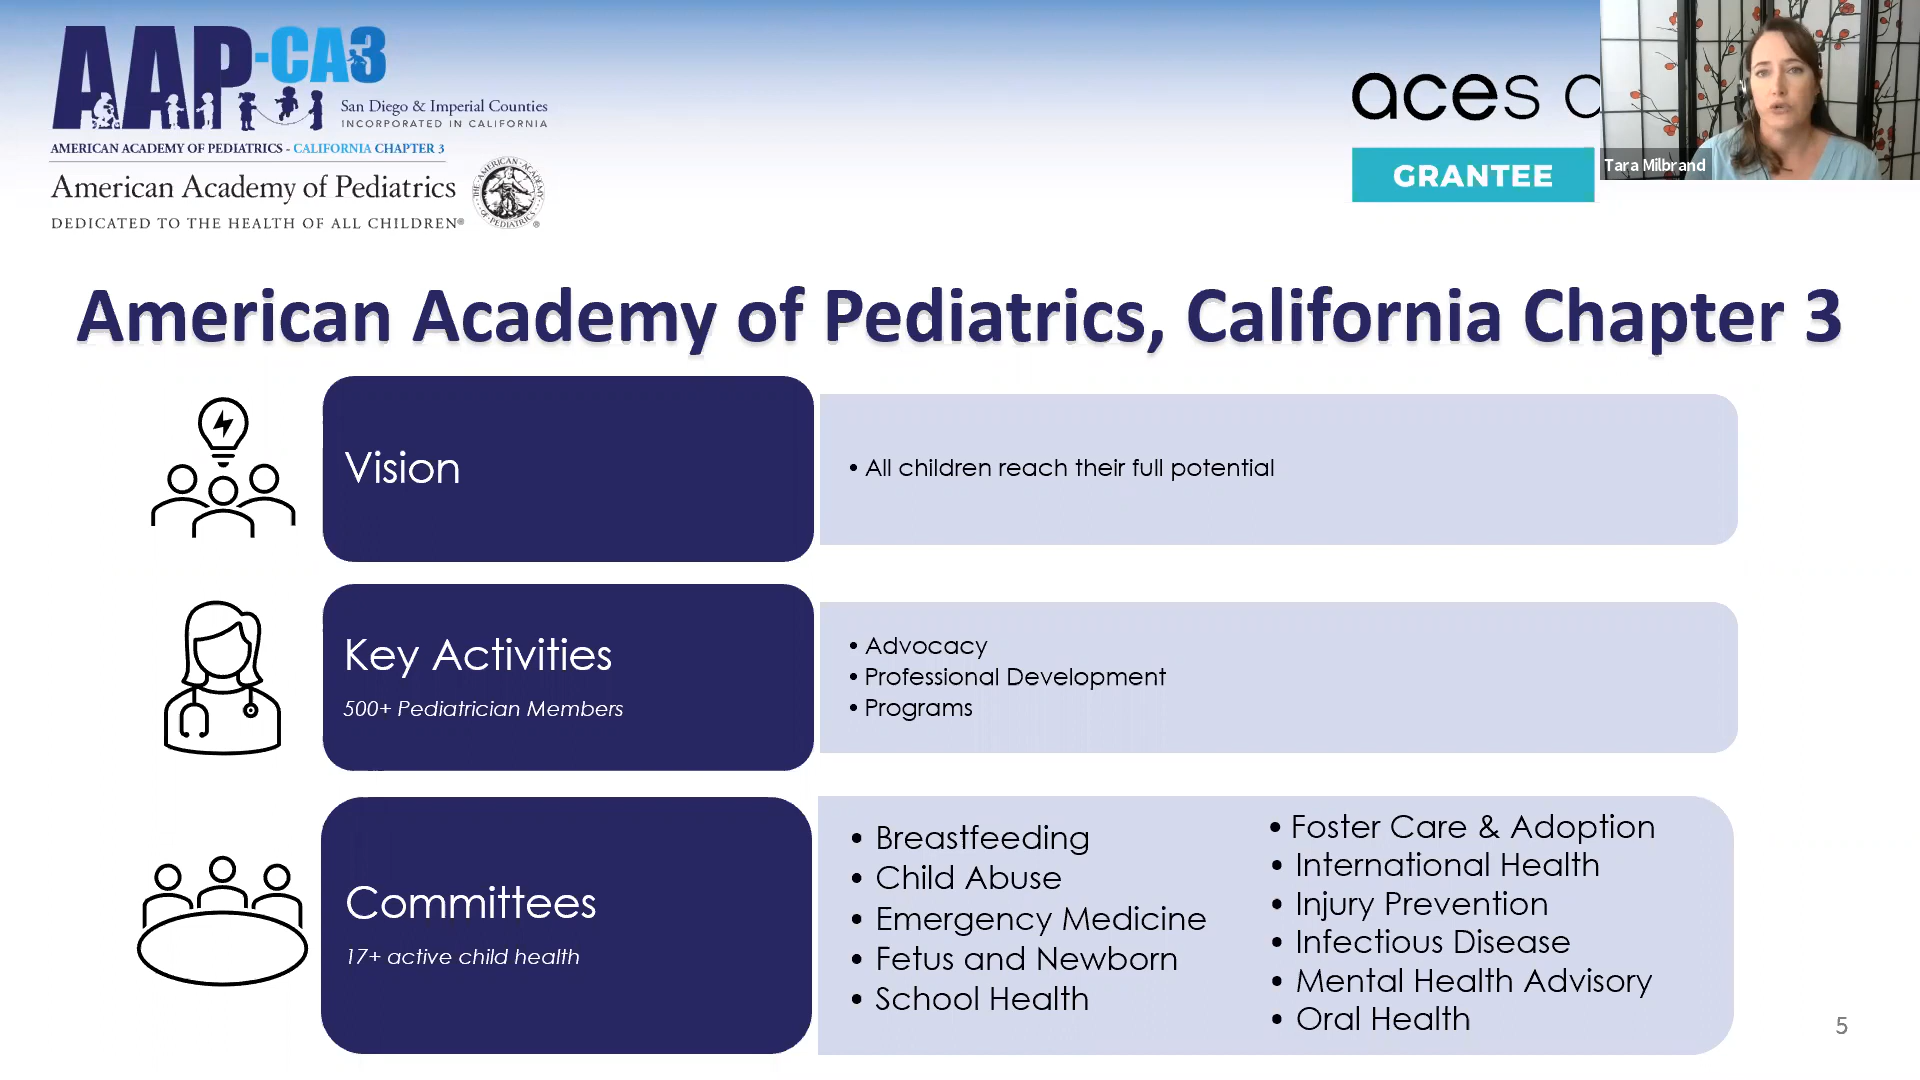 AAP-CA3
San Diego & Imperial Counties
INCORPORATED IN CALIFORNIA
AMERICAN ACADEMY OF PEDIATRICS - CALIFORNIA CHAPTER 3
American Academy of Pediatrics
DEDICATED TO THE HEALTH OF ALL CHILDREN®
aces
GRANTEE
Tara Milbrand
American Academy of Pediatrics, California Chapter 3
Vision
• All children reach their full potential
Key Activities
500+ Pediatrician Members
• Advocacy
• Professional Development
• Programs
Committees
17+ active child health
• Breastfeeding
• Child Abuse
• Emergency Medicine
• Fetus and Newborn
• School Health
• Foster Care & Adoption
• International Health
• Injury Prevention
• Infectious Disease
• Mental Health Advisory
• Oral Health
5